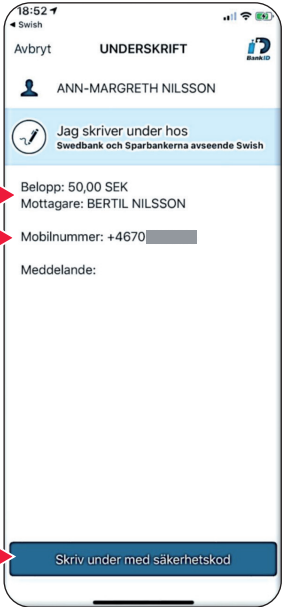 18:52
Swish
Avbryt UNDERSKRIFT
BankID
ANN-MARGRETH NILSSON
Jag skriver under hos
Swedbank och Sparbankerna avseende Swish
Belopp: 50,00 SEK
Mottagare: BERTIL NILSSON
Mobilnummer: +4670
Meddelande:
Skriv under med säkerhetskod